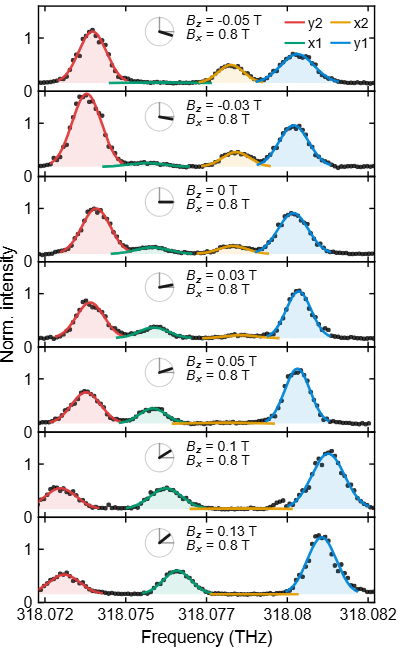 1
0
B_z = -0.05 T
B_x = 0.8 T
y2 x2
x1 y1
1
0
B_z = -0.03 T
B_x = 0.8 T
1
0
B_z = 0 T
B_x = 0.8 T
1
0
B_z = 0.03 T
B_x = 0.8 T
1
0
B_z = 0.05 T
B_x = 0.8 T
1
0
B_z = 0.1 T
B_x = 0.8 T
1
0
B_z = 0.13 T
B_x = 0.8 T
Norm. intensity
318.072 318.075 318.077 318.08 318.082
Frequency (THz)